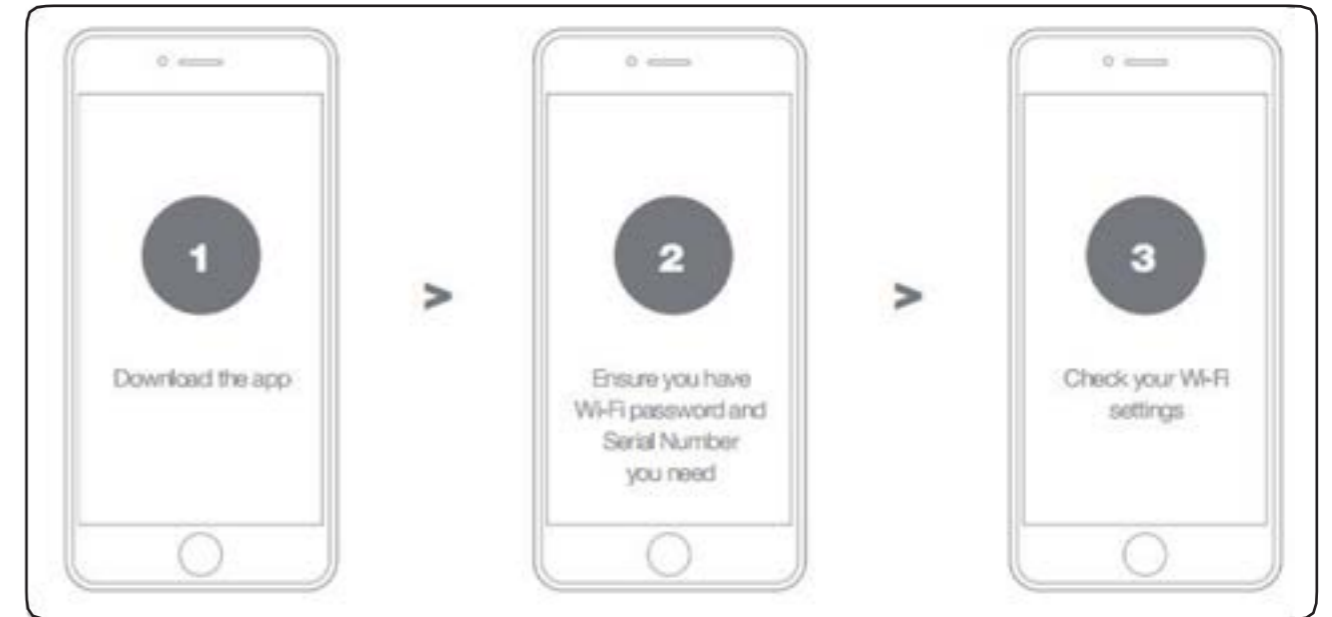 1
Download the app
>
2
Ensure you have
Wi-Fi password and
Serial Number
you need
>
3
Check your Wi-Fi
settings